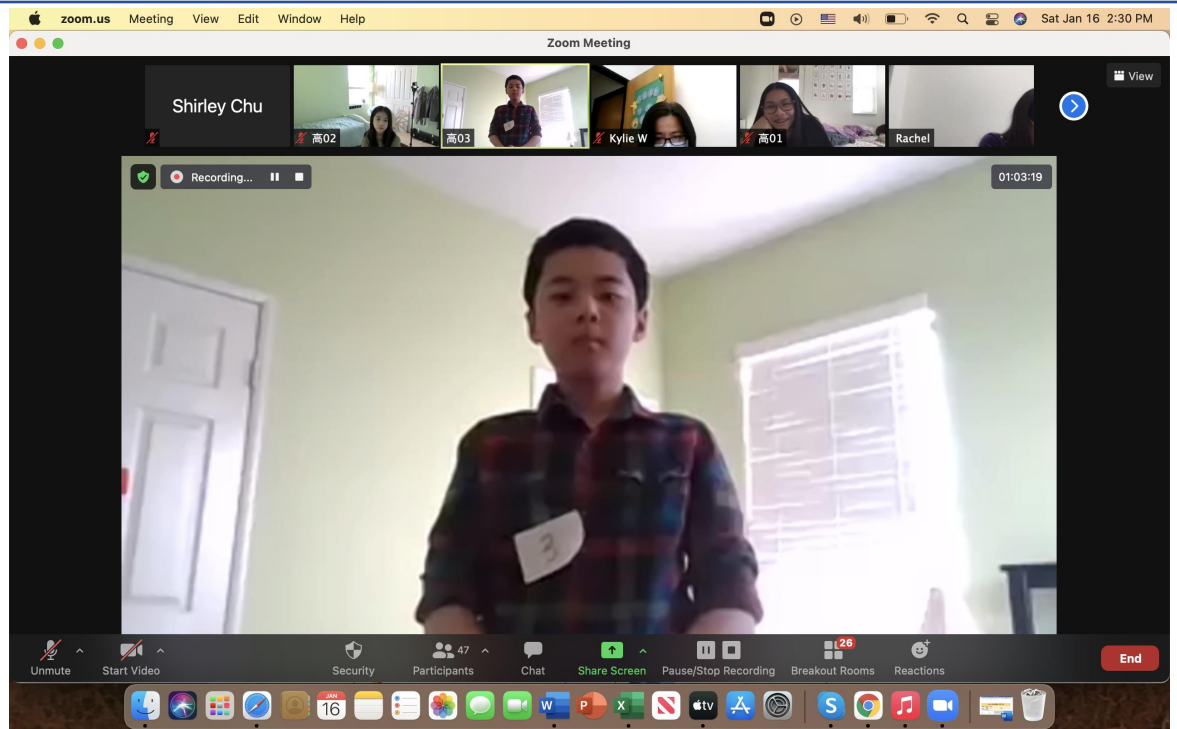 zoom.us Meeting View Edit Window Help Sat Jan 16 2:30 PM
Zoom Meeting
View
Shirley Chu
高02
高03
Kylie W
高01
Rachel
Recording...
01:03:19
3
47
26
Unmute Start Video Security Participants Chat Share Screen Pause/Stop Recording Breakout Rooms Reactions End
JAN
16
W
P
X
N
tv
S